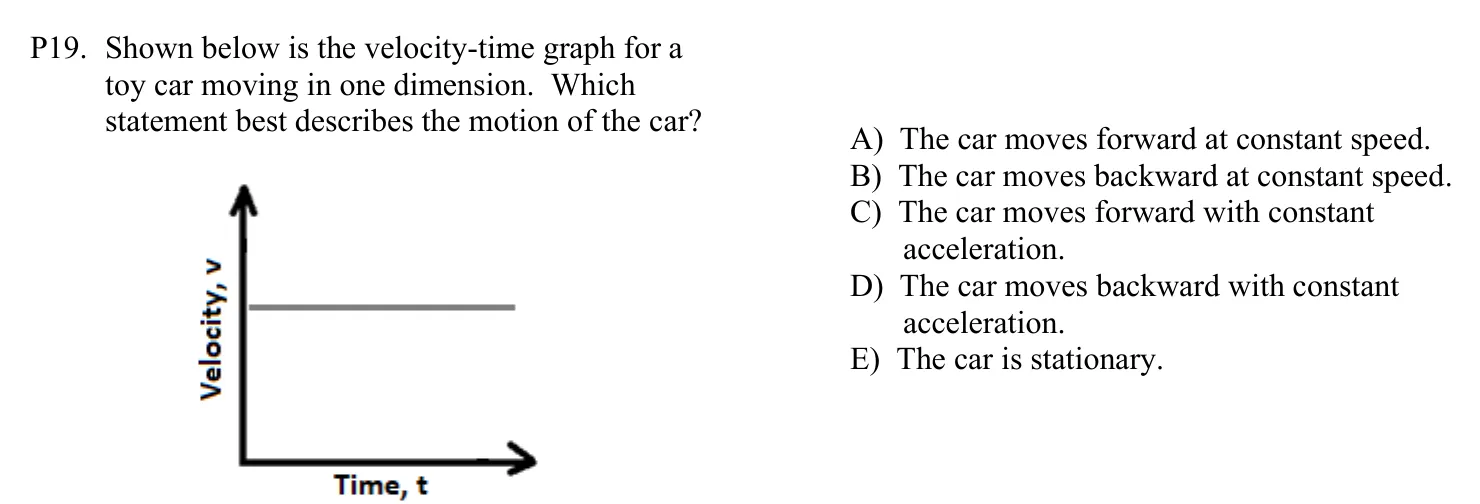 P19. Shown below is the velocity-time graph for a
toy car moving in one dimension. Which
statement best describes the motion of the car?
Velocity, v
Time, t
A) The car moves forward at constant speed.
B) The car moves backward at constant speed.
C) The car moves forward with constant
acceleration.
D) The car moves backward with constant
acceleration.
E) The car is stationary.